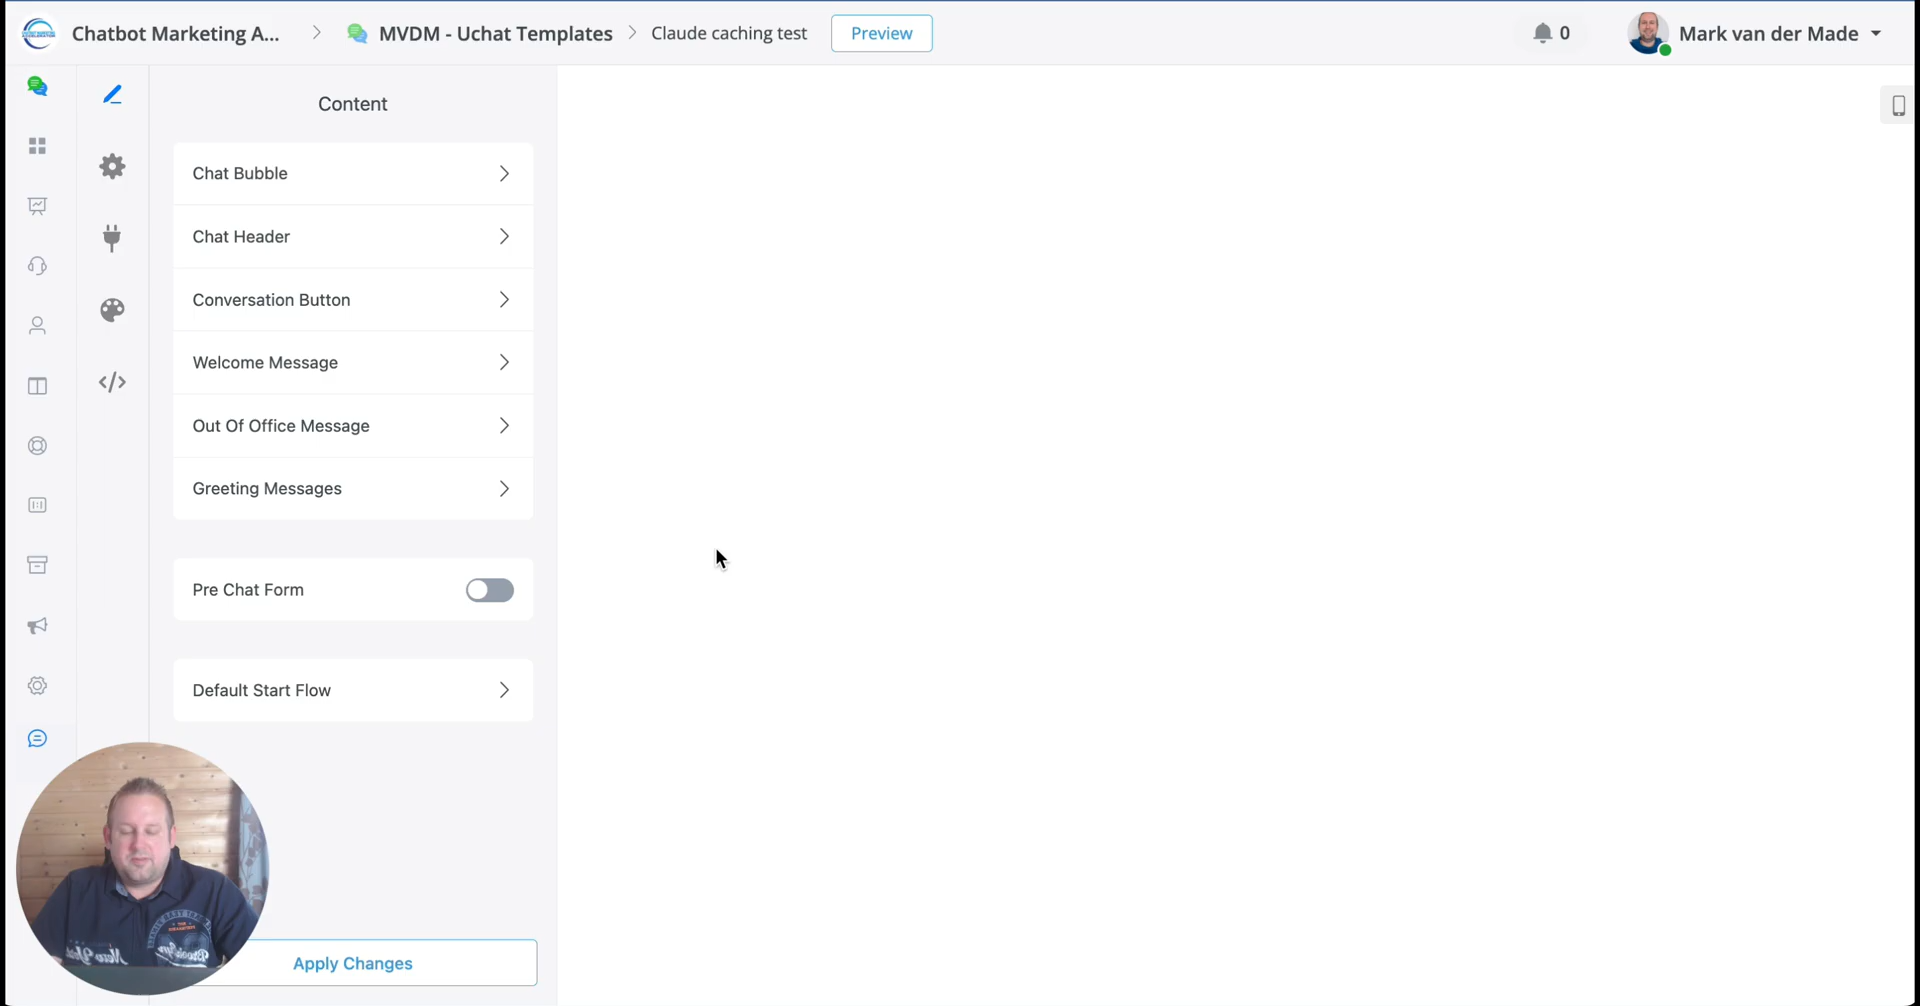 Chatbot Marketing A...
MVDM - Uchat Templates
Claude caching test
Preview
0
Mark van der Made
Content
Chat Bubble
Chat Header
Conversation Button
Welcome Message
Out Of Office Message
Greeting Messages
Pre Chat Form
Default Start Flow
Apply Changes